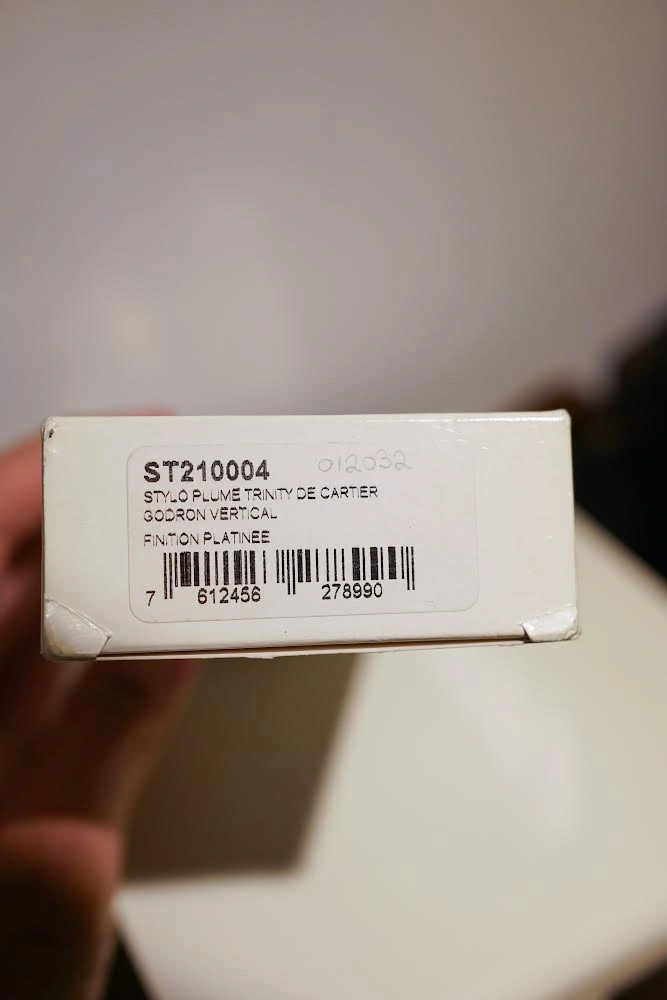 ST210004 012032
STYLO PLUME TRINITY DE CARTIER
GODRON VERTICAL
FINITION PLATINEE
7 612456 278990